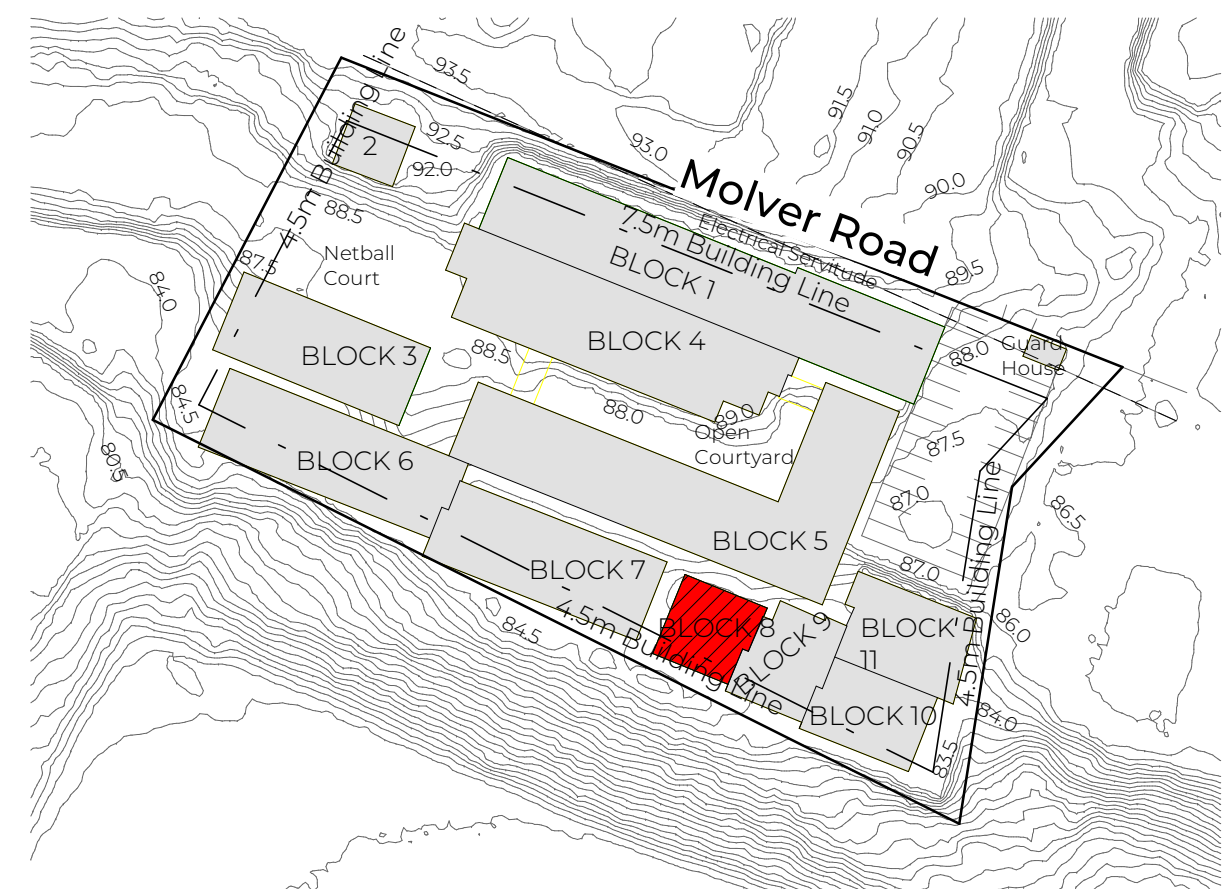 4.5m Building Line
93.5
92.5
2
92.0
88.5
93.0
91.5
91.0
90.5
90.0
Molver Road
Electrical Servitude
7.5m Building Line
89.5
Netball
Court
87.5
84.0
BLOCK 1
BLOCK 4
BLOCK 3
88.5
88.0
Guard
House
84.5
88.0
89.0
Open
Courtyard
87.5
80.5
BLOCK 6
87.0
86.5
BLOCK 5
BLOCK 7
87.0
4.5m Building Line
84.5
BLOCK 8
BLOCK 9
BLOCK
11
86.0
4.5m Building Line
BLOCK 10
84.0
83.5